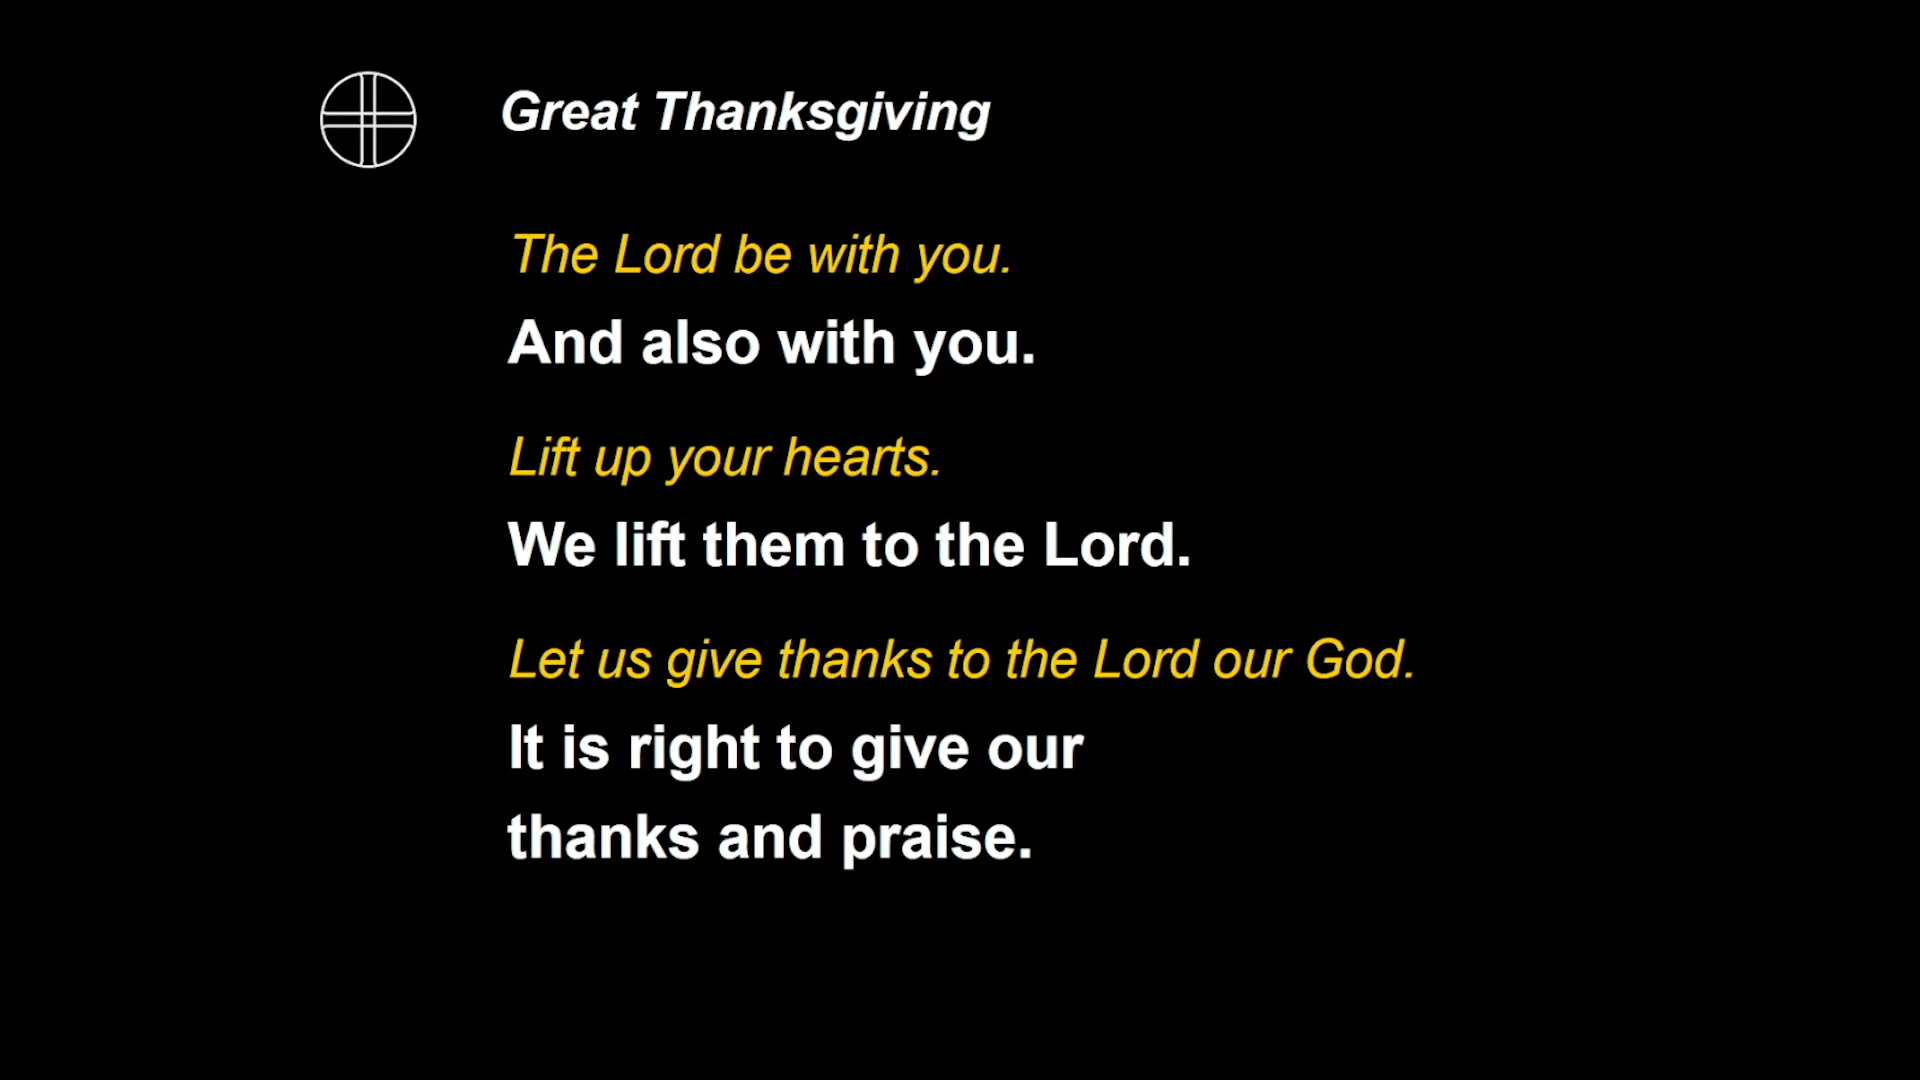 Great Thanksgiving
The Lord be with you.
And also with you.
Lift up your hearts.
We lift them to the Lord.
Let us give thanks to the Lord our God.
It is right to give our
thanks and praise.